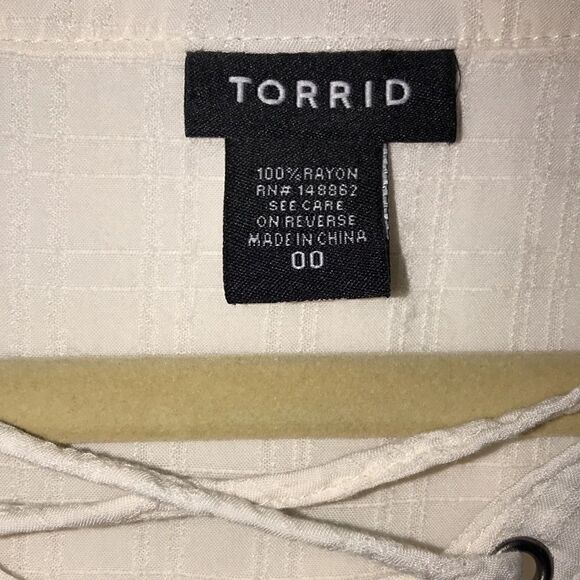 TORRID
100% RAYON
RN# 148862
SEE CARE
ON REVERSE
MADE IN CHINA
00